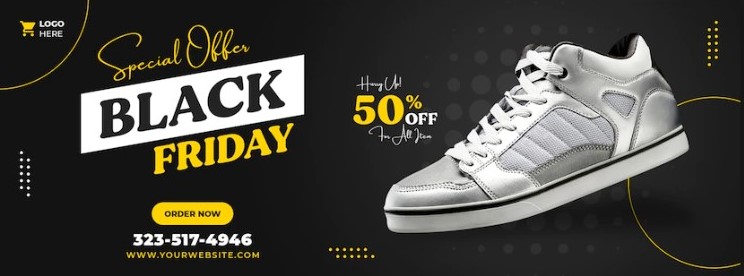 LOGO
HERE
Special Offer
BLACK
FRIDAY
ORDER NOW
323-517-4946
WWW.YOURWEBSITE.COM
Hurry Up!
50% OFF
For All Item